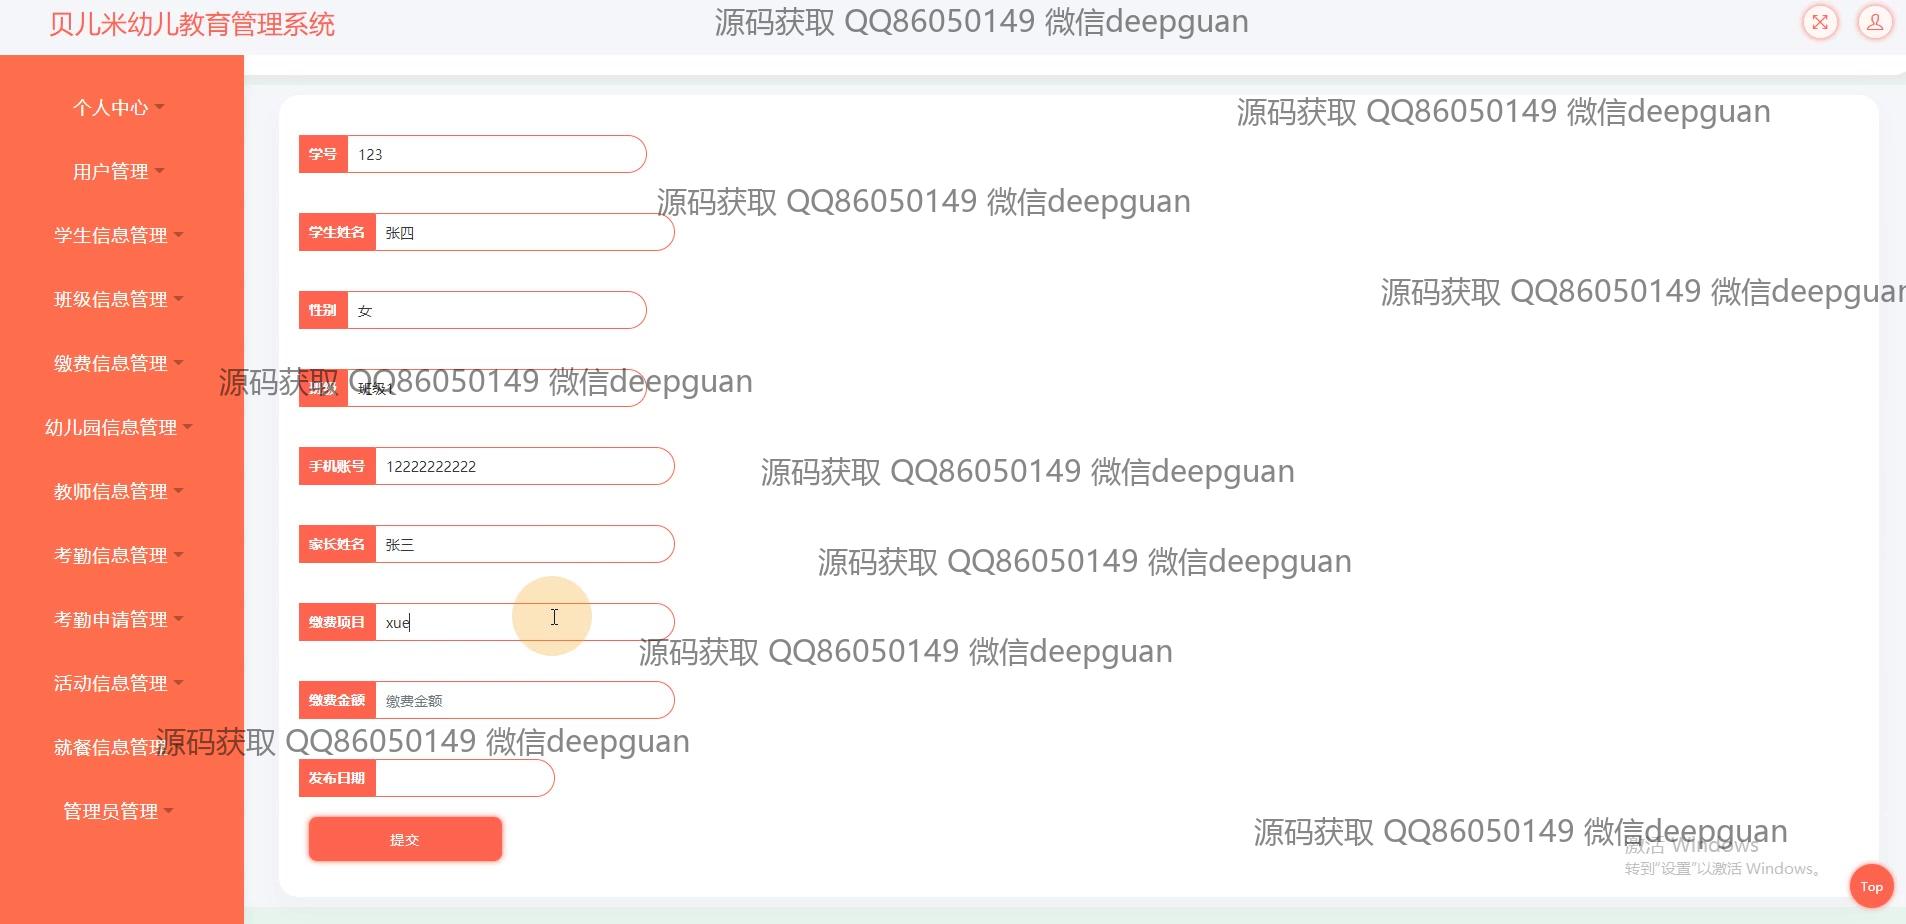 贝儿米幼儿教育管理系统
源码获取 QQ86050149 微信deepguan
个人中心
用户管理
学生信息管理
班级信息管理
缴费信息管理
幼儿园信息管理
教师信息管理
考勤信息管理
考勤申请管理
活动信息管理
就餐信息管理
管理员管理
源码获取 QQ86050149 微信deepguan
学号 123
源码获取 QQ86050149 微信deepguan
学生姓名 张四
源码获取 QQ86050149 微信deepguan
性别 女
源码获取 QQ86050149 微信deepguan
班级 班级1
手机账号 12222222222
源码获取 QQ86050149 微信deepguan
家长姓名 张三
源码获取 QQ86050149 微信deepguan
缴费项目 xue
源码获取 QQ86050149 微信deepguan
缴费金额 缴费金额
源码获取 QQ86050149 微信deepguan
发布日期
提交
源码获取 QQ86050149 微信deepguan
激活 Windows
转到“设置”以激活 Windows。
Top